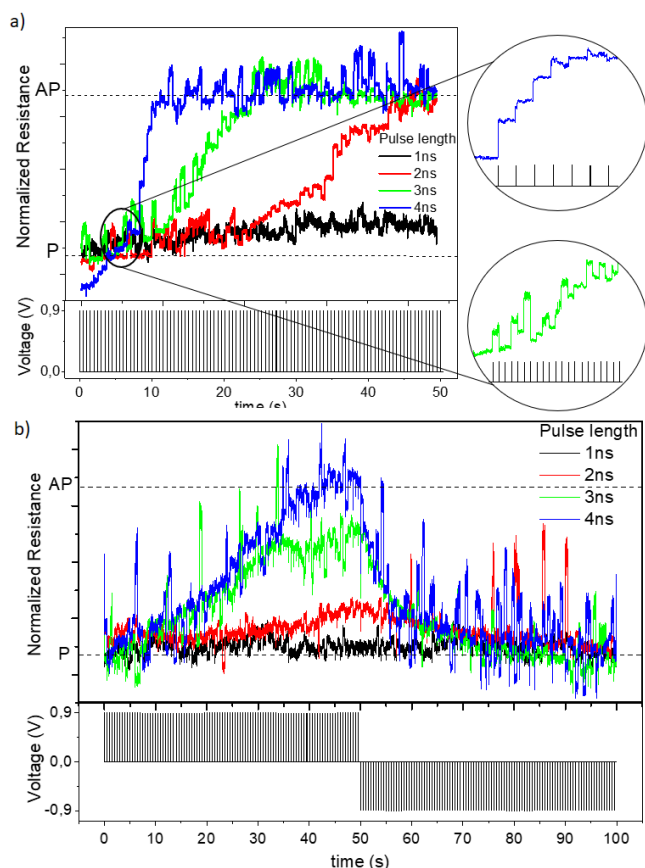 a)
AP
P
Normalized Resistance
Pulse length
1ns
2ns
3ns
4ns
0,9
0,0
Voltage (V)
0 10 20 30 40 50
time (s)
b)
AP
P
Normalized Resistance
Pulse length
1ns
2ns
3ns
4ns
0,9
0,0
-0,9
Voltage (V)
0 10 20 30 40 50 60 70 80 90 100
time (s)